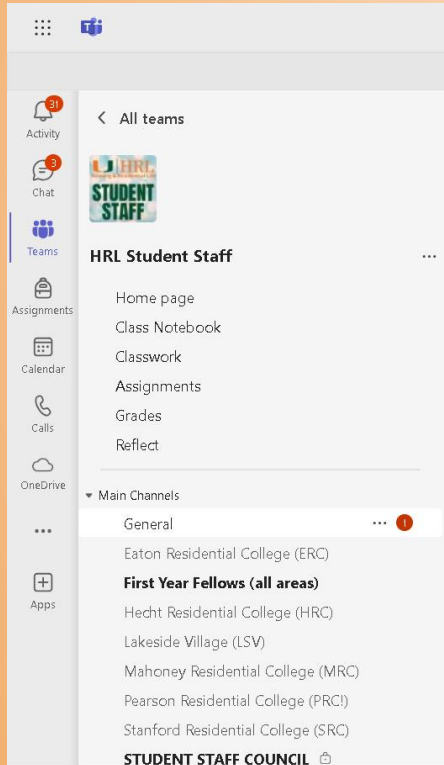 31
Activity
All teams
3
Chat
U HRL
STUDENT
STAFF
Teams
HRL Student Staff
Assignments
Home page
Class Notebook
Classwork
Calendar
Assignments
Grades
Calls
Reflect
OneDrive
Main Channels
General
!
Eaton Residential College (ERC)
First Year Fellows (all areas)
Apps
Hecht Residential College (HRC)
Lakeside Village (LSV)
Mahoney Residential College (MRC)
Pearson Residential College (PRC!)
Stanford Residential College (SRC)
STUDENT STAFF COUNCIL